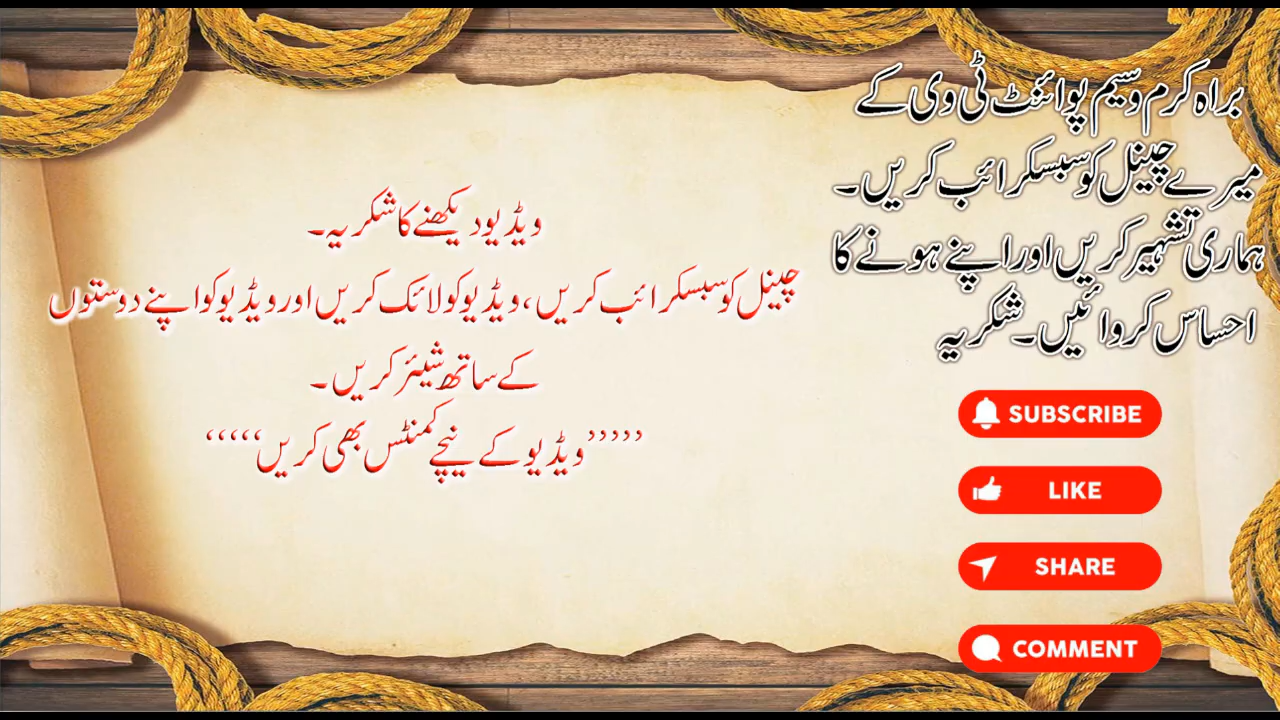 براہ کرم وسیم پوائنٹ ٹی وی کے
میرے چینل کو سبسکرائب کریں۔
ہماری تشہیر کریں اور اپنے ہونے کا
احساس کروائیں۔ شکریہ
ویڈیو دیکھنے کا شکریہ۔
چینل کو سبسکرائب کریں، ویڈیو کو لائک کریں اور ویڈیو کو اپنے دوستوں
کے ساتھ شیئر کریں۔
’’’’’ویڈیو کے نیچے کمنٹس بھی کریں‘‘‘‘‘
SUBSCRIBE
LIKE
SHARE
COMMENT